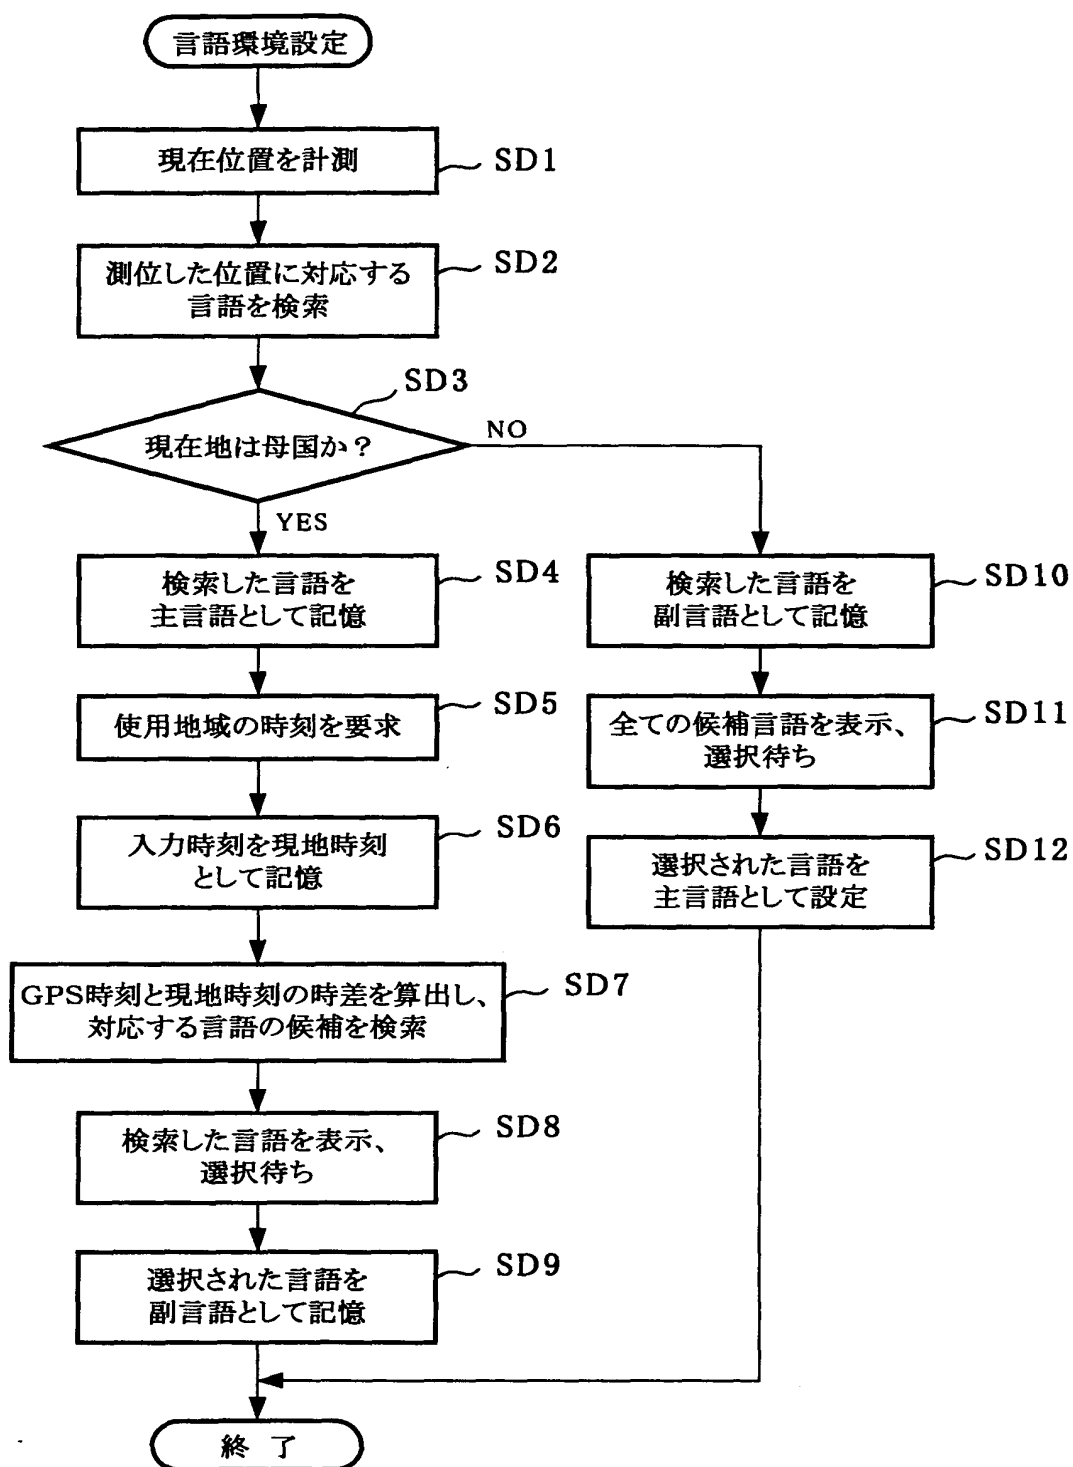 言語環境設定
現在位置を計測
SD1
測位した位置に対応する
言語を検索
SD2
SD3
現在地は母国か？
NO
YES
検索した言語を
主言語として記憶
SD4
使用地域の時刻を要求
SD5
入力時刻を現地時刻
として記憶
SD6
GPS時刻と現地時刻の時差を算出し、
対応する言語の候補を検索
SD7
検索した言語を表示、
選択待ち
SD8
選択された言語を
副言語として記憶
SD9
検索した言語を
副言語として記憶
SD10
全ての候補言語を表示、
選択待ち
SD11
選択された言語を
主言語として設定
SD12
終 了